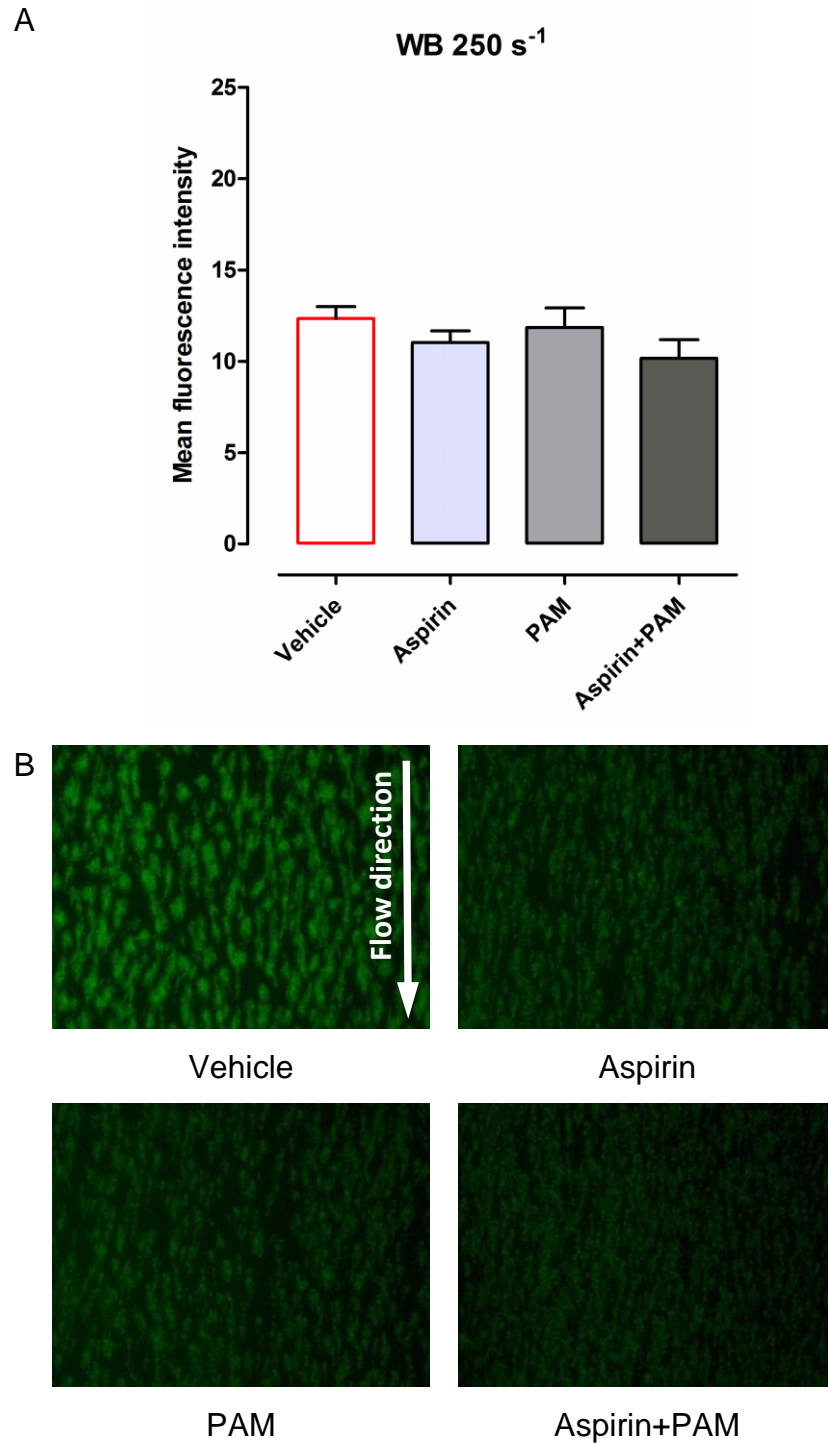 A
WB 250 s⁻¹
Mean fluorescence intensity
25
20
15
10
5
0
Vehicle
Aspirin
PAM
Aspirin+PAM
B
Flow direction
Vehicle
Aspirin
PAM
Aspirin+PAM